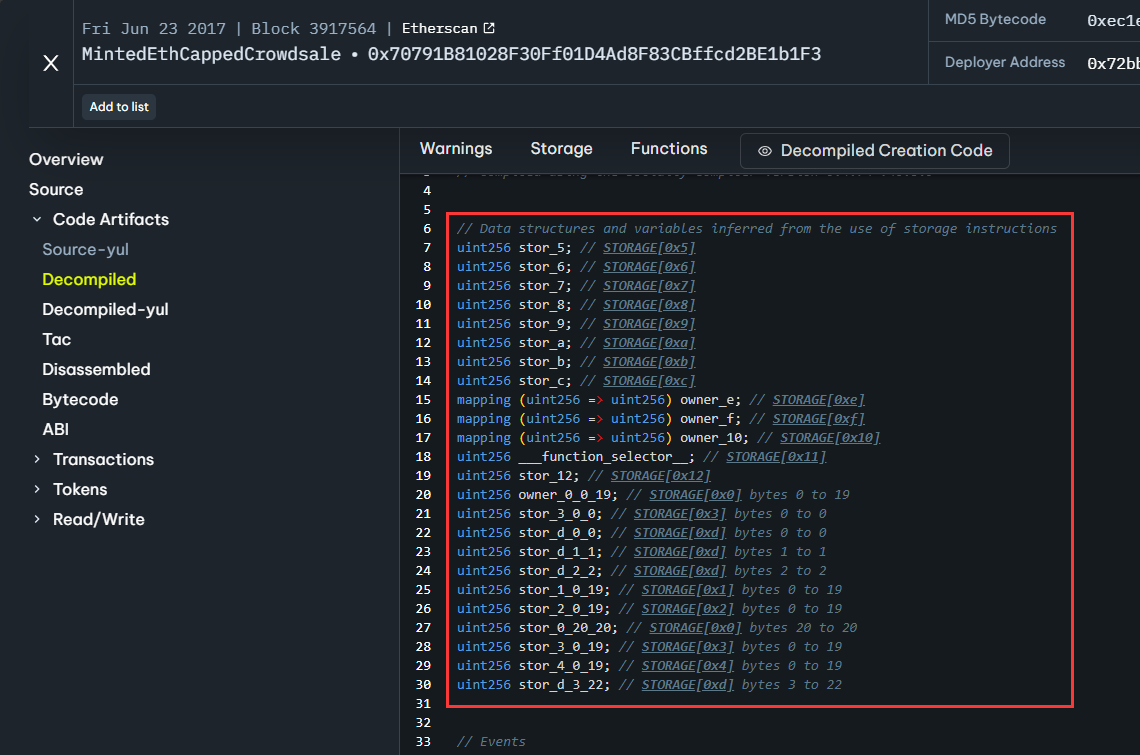 Fri Jun 23 2017 | Block 3917564 | Etherscan
MintedEthCappedCrowdsale • 0x70791B81028F30Ff01D4Ad8F83CBffcd2BE1b1F3
MD5 Bytecode 0xec1e
Deployer Address 0x72bb
X
Add to list
Overview
Source
Code Artifacts
Source-yul
Decompiled
Decompiled-yul
Tac
Disassembled
Bytecode
ABI
Transactions
Tokens
Read/Write
Warnings Storage Functions Decompiled Creation Code
4
5
6 // Data structures and variables inferred from the use of storage instructions
7 uint256 stor_5; // STORAGE[0x5]
8 uint256 stor_6; // STORAGE[0x6]
9 uint256 stor_7; // STORAGE[0x7]
10 uint256 stor_8; // STORAGE[0x8]
11 uint256 stor_9; // STORAGE[0x9]
12 uint256 stor_a; // STORAGE[0xa]
13 uint256 stor_b; // STORAGE[0xb]
14 uint256 stor_c; // STORAGE[0xc]
15 mapping (uint256 => uint256) owner_e; // STORAGE[0xe]
16 mapping (uint256 => uint256) owner_f; // STORAGE[0xf]
17 mapping (uint256 => uint256) owner_10; // STORAGE[0x10]
18 uint256 ___function_selector__; // STORAGE[0x11]
19 uint256 stor_12; // STORAGE[0x12]
20 uint256 owner_0_0_19; // STORAGE[0x0] bytes 0 to 19
21 uint256 stor_3_0_0; // STORAGE[0x3] bytes 0 to 0
22 uint256 stor_d_0_0; // STORAGE[0xd] bytes 0 to 0
23 uint256 stor_d_1_1; // STORAGE[0xd] bytes 1 to 1
24 uint256 stor_d_2_2; // STORAGE[0xd] bytes 2 to 2
25 uint256 stor_1_0_19; // STORAGE[0x1] bytes 0 to 19
26 uint256 stor_2_0_19; // STORAGE[0x2] bytes 0 to 19
27 uint256 stor_0_20_20; // STORAGE[0x0] bytes 20 to 20
28 uint256 stor_3_0_19; // STORAGE[0x3] bytes 0 to 19
29 uint256 stor_4_0_19; // STORAGE[0x4] bytes 0 to 19
30 uint256 stor_d_3_22; // STORAGE[0xd] bytes 3 to 22
31
32
33 // Events